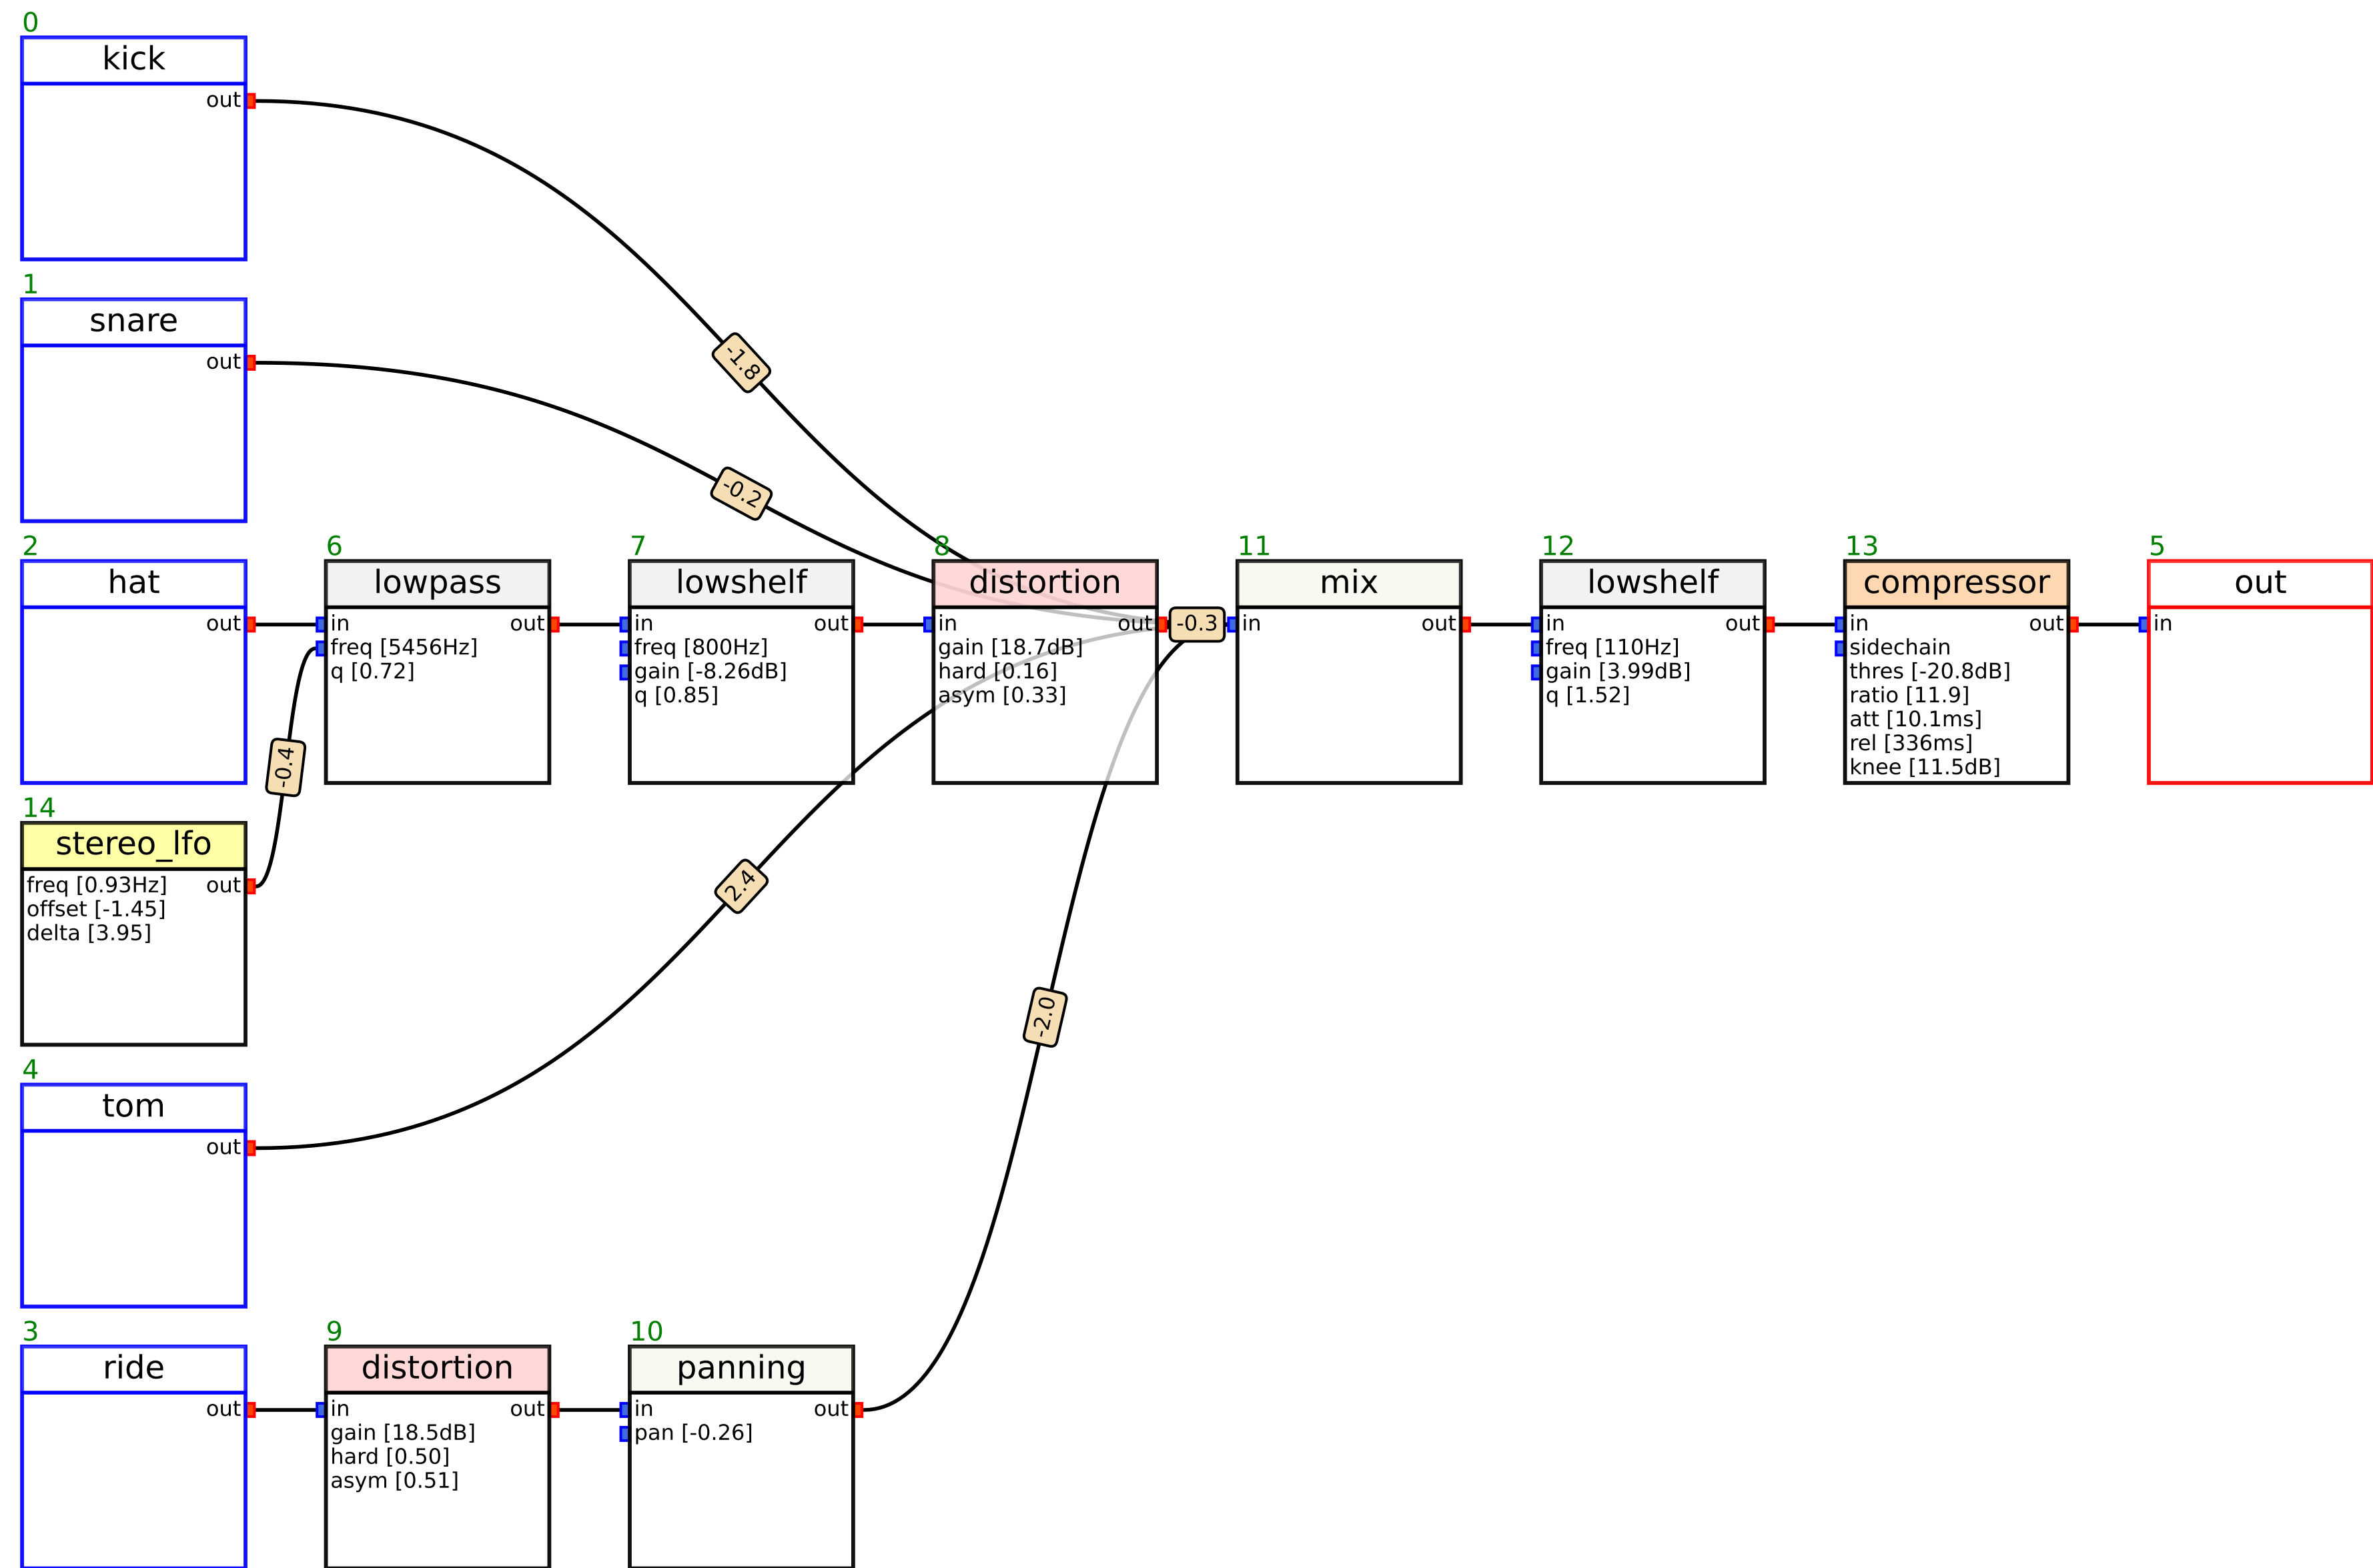 0
kick
out
1
snare
out
-1.8
-0.2
2
hat
out
6
lowpass
in out
freq [5456Hz]
q [0.72]
7
lowshelf
in out
freq [800Hz]
gain [-8.26dB]
q [0.85]
8
distortion
in out
gain [18.7dB]
hard [0.16]
asym [0.33]
-0.3
11
mix
in out
12
lowshelf
in out
freq [110Hz]
gain [3.99dB]
q [1.52]
13
compressor
in out
sidechain
thres [-20.8dB]
ratio [11.9]
att [10.1ms]
rel [336ms]
knee [11.5dB]
5
out
in
-0.4
14
stereo_lfo
freq [0.93Hz] out
offset [-1.45]
delta [3.95]
2.4
-2.0
4
tom
out
3
ride
out
9
distortion
in out
gain [18.5dB]
hard [0.50]
asym [0.51]
10
panning
in out
pan [-0.26]